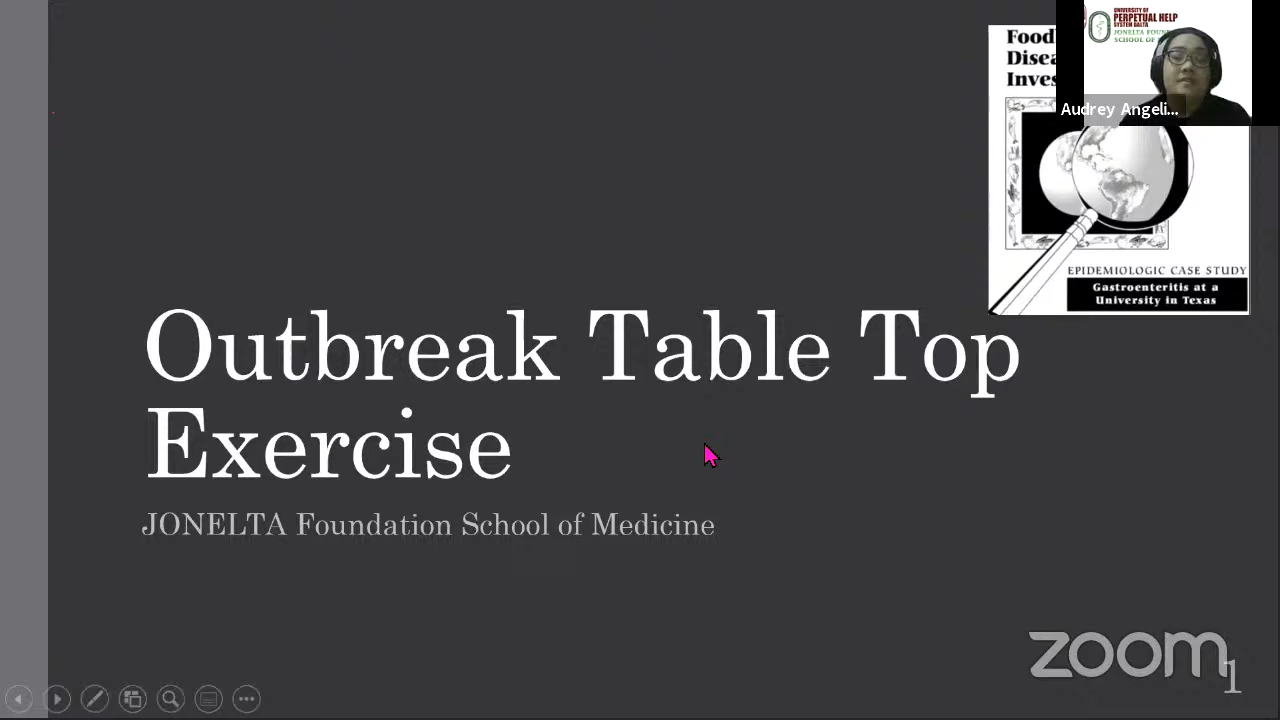 UNIVERSITY OF
PERPETUAL HELP
SYSTEM DALTA
JONELTA FOUN
SCHOOL OF
Audrey Angeli...
Food
Disea
Inves
EPIDEMIOLOGIC CASE STUDY
Gastroenteritis at a
University in Texas
Outbreak Table Top
Exercise
JONELTA Foundation School of Medicine
zoom
1